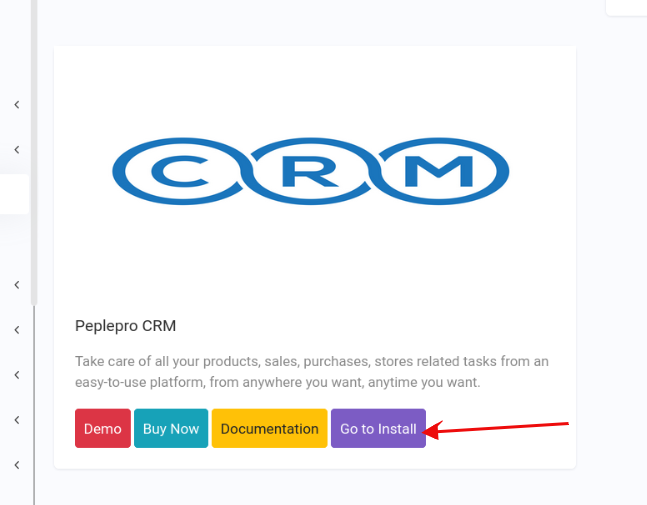 CRM
Peplepro CRM
Take care of all your products, sales, purchases, stores related tasks from an
easy-to-use platform, from anywhere you want, anytime you want.
Demo Buy Now Documentation Go to Install